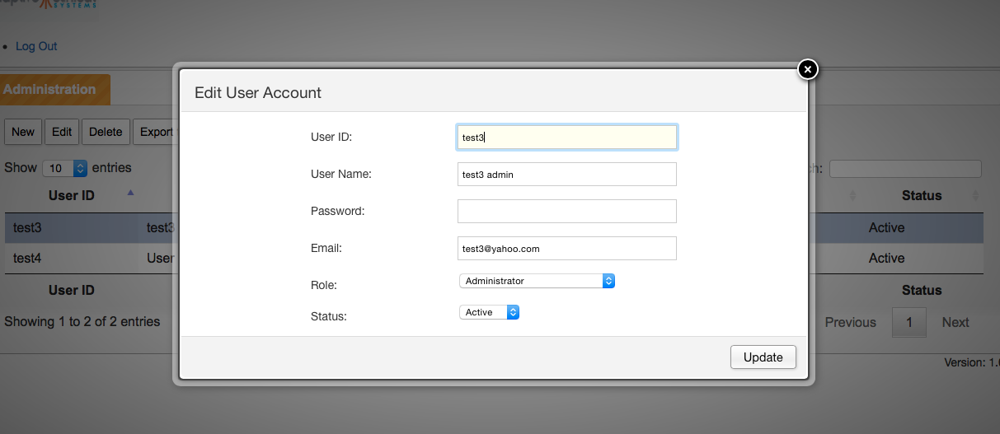 SYSTEMS
Log Out
Administration
New Edit Delete Export
Show 10 entries
User ID Status
test3 test3 Active
test4 User Active
User ID Status
Showing 1 to 2 of 2 entries Previous 1 Next
Version: 1.
Edit User Account
User ID: test3
User Name: test3 admin
Password:
Email: test3@yahoo.com
Role: Administrator
Status: Active
Update